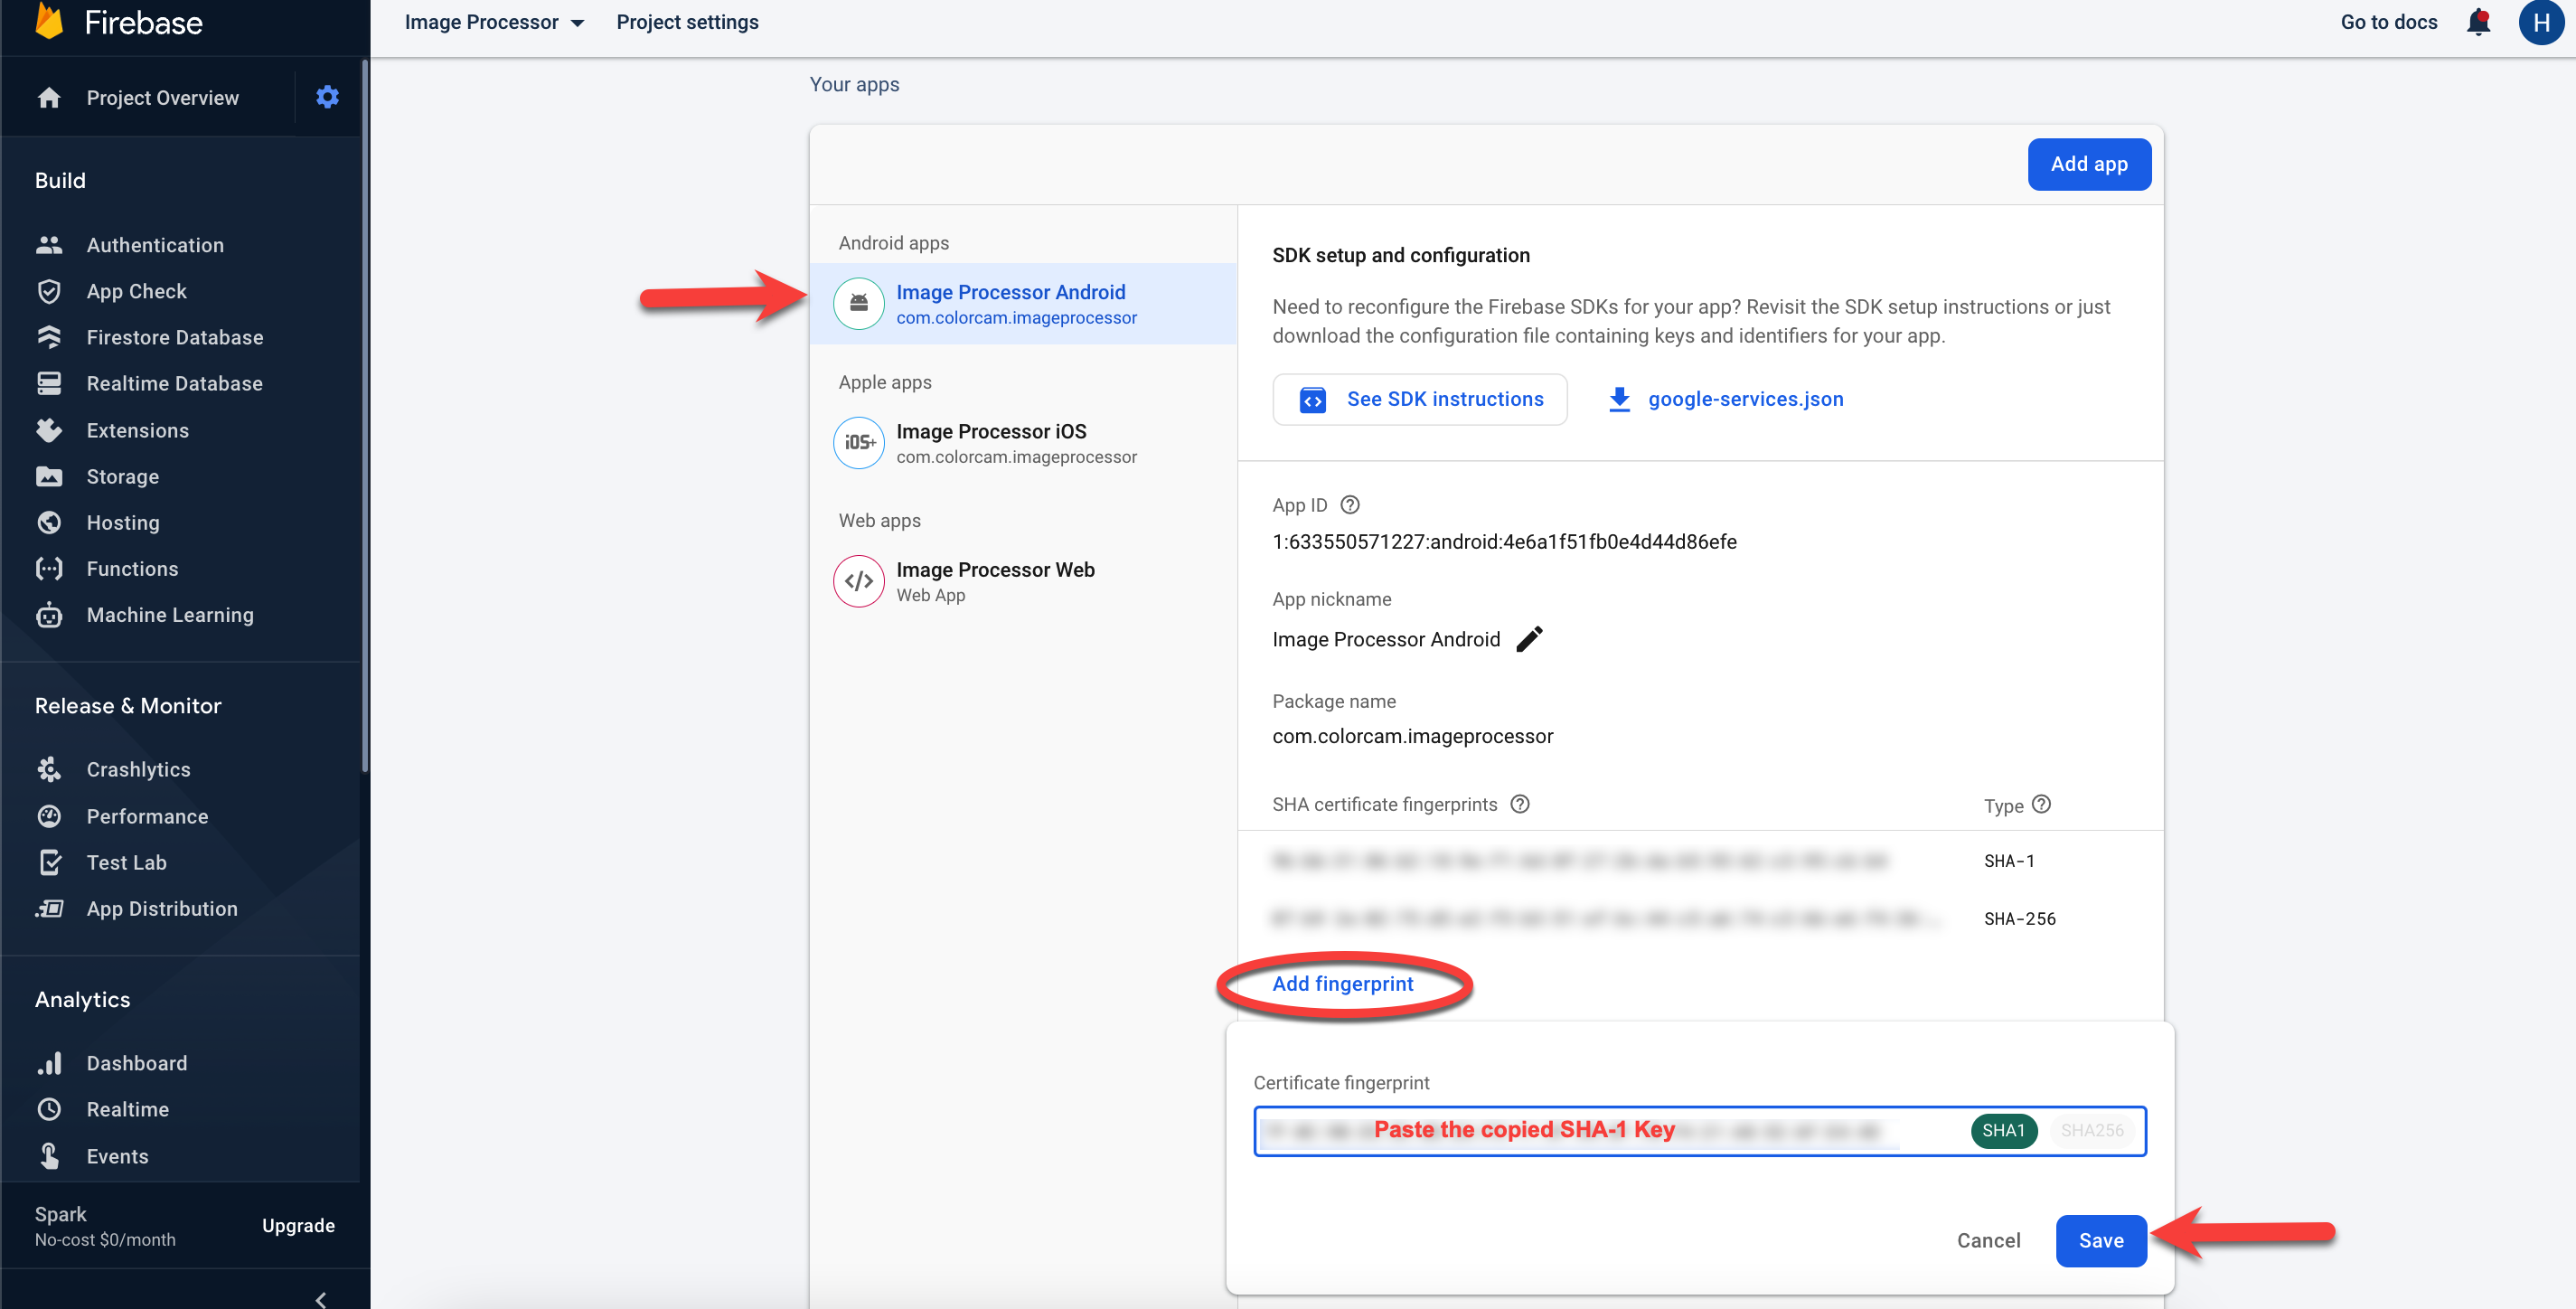 Firebase
Image Processor
Project settings
Go to docs
H
Project Overview
Build
Authentication
App Check
Firestore Database
Realtime Database
Extensions
Storage
Hosting
Functions
Machine Learning
Release & Monitor
Crashlytics
Performance
Test Lab
App Distribution
Analytics
Dashboard
Realtime
Events
Spark
No-cost $0/month
Upgrade
Your apps
Add app
Android apps
Image Processor Android
com.colorcam.imageprocessor
Apple apps
iOS+
Image Processor iOS
com.colorcam.imageprocessor
Web apps
</>
Image Processor Web
Web App
SDK setup and configuration
Need to reconfigure the Firebase SDKs for your app? Revisit the SDK setup instructions or just
download the configuration file containing keys and identifiers for your app.
See SDK instructions
google-services.json
App ID
1:633550571227:android:4e6a1f51fb0e4d44d86efe
App nickname
Image Processor Android
Package name
com.colorcam.imageprocessor
SHA certificate fingerprints
Type
SHA-1
SHA-256
Add fingerprint
Certificate fingerprint
Paste the copied SHA-1 Key
SHA1
SHA256
Cancel
Save